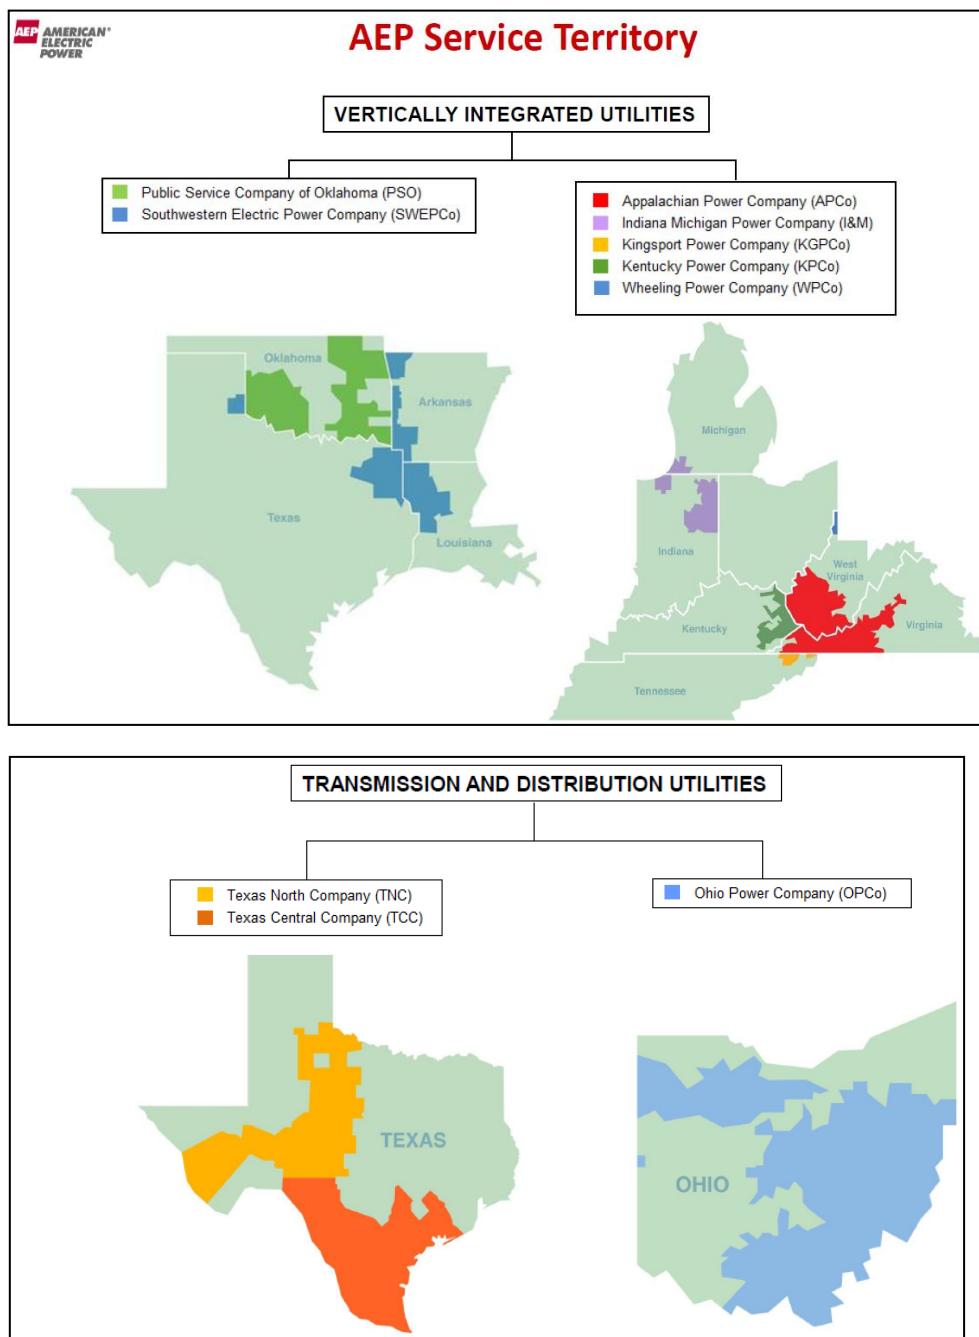 AEP AMERICAN®
ELECTRIC
POWER
AEP Service Territory
VERTICALLY INTEGRATED UTILITIES
Public Service Company of Oklahoma (PSO)
Southwestern Electric Power Company (SWEPCo)
Appalachian Power Company (APCo)
Indiana Michigan Power Company (I&M)
Kingsport Power Company (KGPCo)
Kentucky Power Company (KPCo)
Wheeling Power Company (WPCo)
Oklahoma
Arkansas
Texas
Louisiana
Michigan
Indiana
West
Virginia
Kentucky
Virginia
Tennessee
TRANSMISSION AND DISTRIBUTION UTILITIES
Texas North Company (TNC)
Texas Central Company (TCC)
Ohio Power Company (OPCo)
TEXAS
OHIO